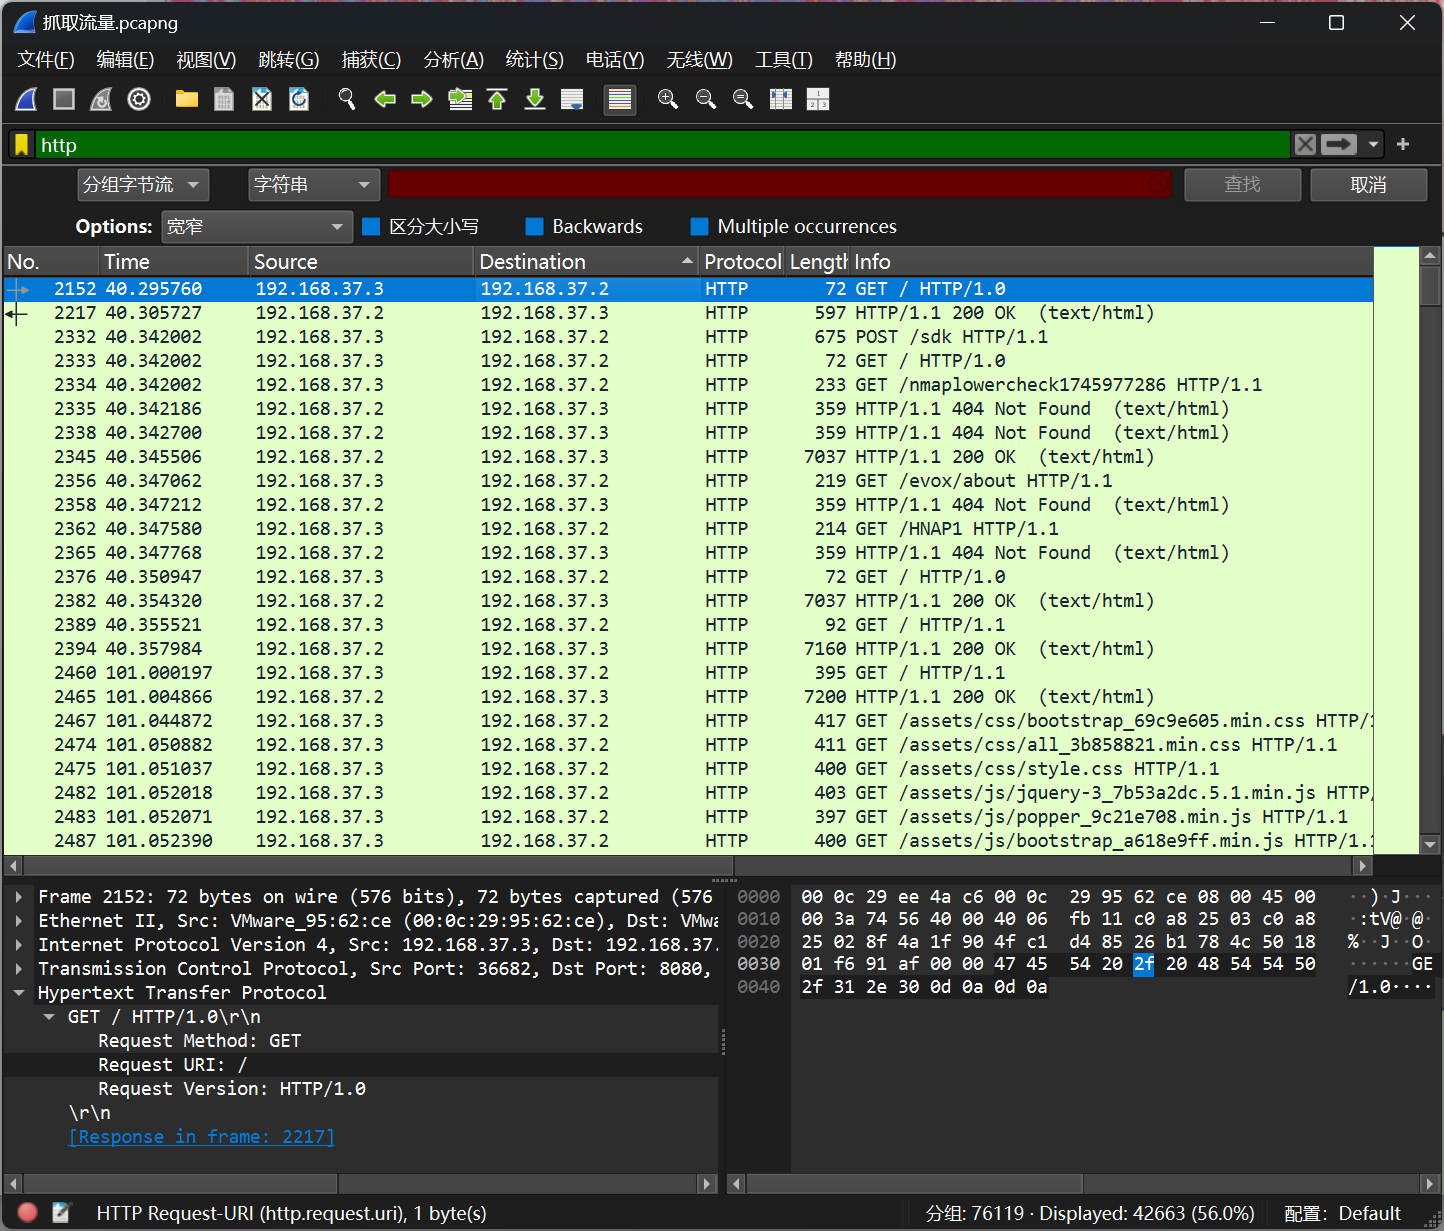 抓取流量.pcapng
文件(F) 编辑(E) 视图(V) 跳转(G) 捕获(C) 分析(A) 统计(S) 电话(Y) 无线(W) 工具(T) 帮助(H)
http
分组字节流 字符串 查找 取消
Options: 宽窄 区分大小写 Backwards Multiple occurrences
No. Time Source Destination Protocol Length Info
2152 40.295760 192.168.37.3 192.168.37.2 HTTP 72 GET / HTTP/1.0
2217 40.305727 192.168.37.2 192.168.37.3 HTTP 597 HTTP/1.1 200 OK (text/html)
2332 40.342002 192.168.37.3 192.168.37.2 HTTP 675 POST /sdk HTTP/1.1
2333 40.342002 192.168.37.3 192.168.37.2 HTTP 72 GET / HTTP/1.0
2334 40.342002 192.168.37.3 192.168.37.2 HTTP 233 GET /nmaplowercheck1745977286 HTTP/1.1
2335 40.342186 192.168.37.2 192.168.37.3 HTTP 359 HTTP/1.1 404 Not Found (text/html)
2338 40.342700 192.168.37.2 192.168.37.3 HTTP 359 HTTP/1.1 404 Not Found (text/html)
2345 40.345506 192.168.37.2 192.168.37.3 HTTP 7037 HTTP/1.1 200 OK (text/html)
2356 40.347062 192.168.37.3 192.168.37.2 HTTP 219 GET /evox/about HTTP/1.1
2358 40.347212 192.168.37.2 192.168.37.3 HTTP 359 HTTP/1.1 404 Not Found (text/html)
2362 40.347580 192.168.37.3 192.168.37.2 HTTP 214 GET /HNAP1 HTTP/1.1
2365 40.347768 192.168.37.2 192.168.37.3 HTTP 359 HTTP/1.1 404 Not Found (text/html)
2376 40.350947 192.168.37.3 192.168.37.2 HTTP 72 GET / HTTP/1.0
2382 40.354320 192.168.37.2 192.168.37.3 HTTP 7037 HTTP/1.1 200 OK (text/html)
2389 40.355521 192.168.37.3 192.168.37.2 HTTP 92 GET / HTTP/1.1
2394 40.357984 192.168.37.2 192.168.37.3 HTTP 7160 HTTP/1.1 200 OK (text/html)
2460 101.000197 192.168.37.3 192.168.37.2 HTTP 395 GET / HTTP/1.1
2465 101.004866 192.168.37.2 192.168.37.3 HTTP 7200 HTTP/1.1 200 OK (text/html)
2467 101.044872 192.168.37.3 192.168.37.2 HTTP 417 GET /assets/css/bootstrap_69c9e605.min.css HTTP/1
2474 101.050882 192.168.37.3 192.168.37.2 HTTP 411 GET /assets/css/all_3b858821.min.css HTTP/1.1
2475 101.051037 192.168.37.3 192.168.37.2 HTTP 400 GET /assets/css/style.css HTTP/1.1
2482 101.052018 192.168.37.3 192.168.37.2 HTTP 403 GET /assets/js/jquery-3_7b53a2dc.5.1.min.js HTTP/
2483 101.052071 192.168.37.3 192.168.37.2 HTTP 397 GET /assets/js/popper_9c21e708.min.js HTTP/1.1
2487 101.052390 192.168.37.3 192.168.37.2 HTTP 400 GET /assets/js/bootstrap_a618e9ff.min.js HTTP/1.1
Frame 2152: 72 bytes on wire (576 bits), 72 bytes captured (576
Ethernet II, Src: VMware_95:62:ce (00:0c:29:95:62:ce), Dst: VMwa
Internet Protocol Version 4, Src: 192.168.37.3, Dst: 192.168.37.
Transmission Control Protocol, Src Port: 36682, Dst Port: 8080,
Hypertext Transfer Protocol
GET / HTTP/1.0\r\n
Request Method: GET
Request URI: /
Request Version: HTTP/1.0
\r\n
[Response in frame: 2217]
0000 00 0c 29 ee 4a c6 00 0c 29 95 62 ce 08 00 45 00 ··)·J···
0010 00 3a 74 56 40 00 40 06 fb 11 c0 a8 25 03 c0 a8 ·:tV@·@·
0020 25 02 8f 4a 1f 90 4f c1 d4 85 26 b1 78 4c 50 18 %··J··O·
0030 01 f6 91 af 00 00 47 45 54 20 2f 20 48 54 54 50 ······GE
0040 2f 31 2e 30 0d 0a 0d 0a /1.0····
HTTP Request-URI (http.request.uri), 1 byte(s) 分组: 76119 · Displayed: 42663 (56.0%) 配置: Default